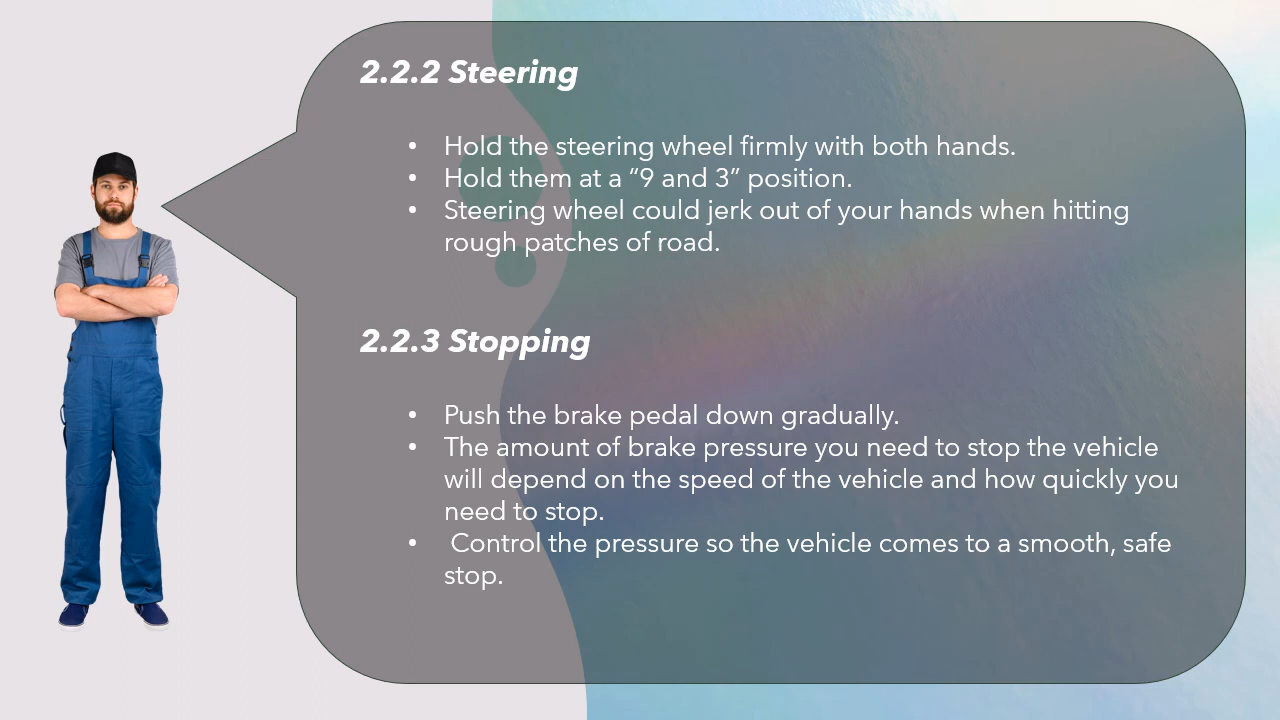 2.2.2 Steering
• Hold the steering wheel firmly with both hands.
• Hold them at a “9 and 3” position.
• Steering wheel could jerk out of your hands when hitting
rough patches of road.
2.2.3 Stopping
• Push the brake pedal down gradually.
• The amount of brake pressure you need to stop the vehicle
will depend on the speed of the vehicle and how quickly you
need to stop.
• Control the pressure so the vehicle comes to a smooth, safe
stop.